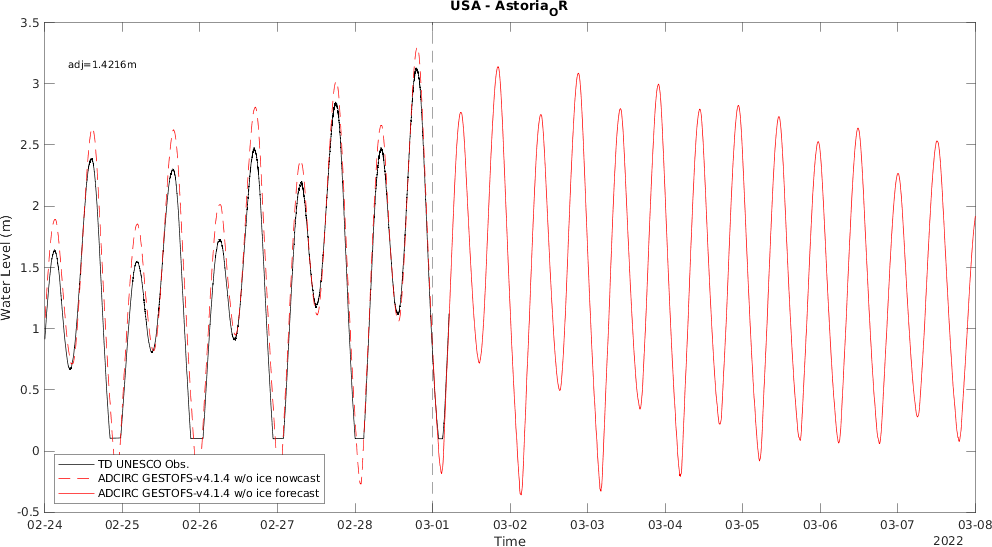 USA - AstoriaOR
adj=1.4216m
3.5
3
2.5
2
1.5
1
0.5
0
-0.5
Water Level (m)
TD UNESCO Obs.
ADCIRC GESTOFS-v4.1.4 w/o ice nowcast
ADCIRC GESTOFS-v4.1.4 w/o ice forecast
02-24 02-25 02-26 02-27 02-28 03-01 03-02 03-03 03-04 03-05 03-06 03-07 03-08
Time
2022